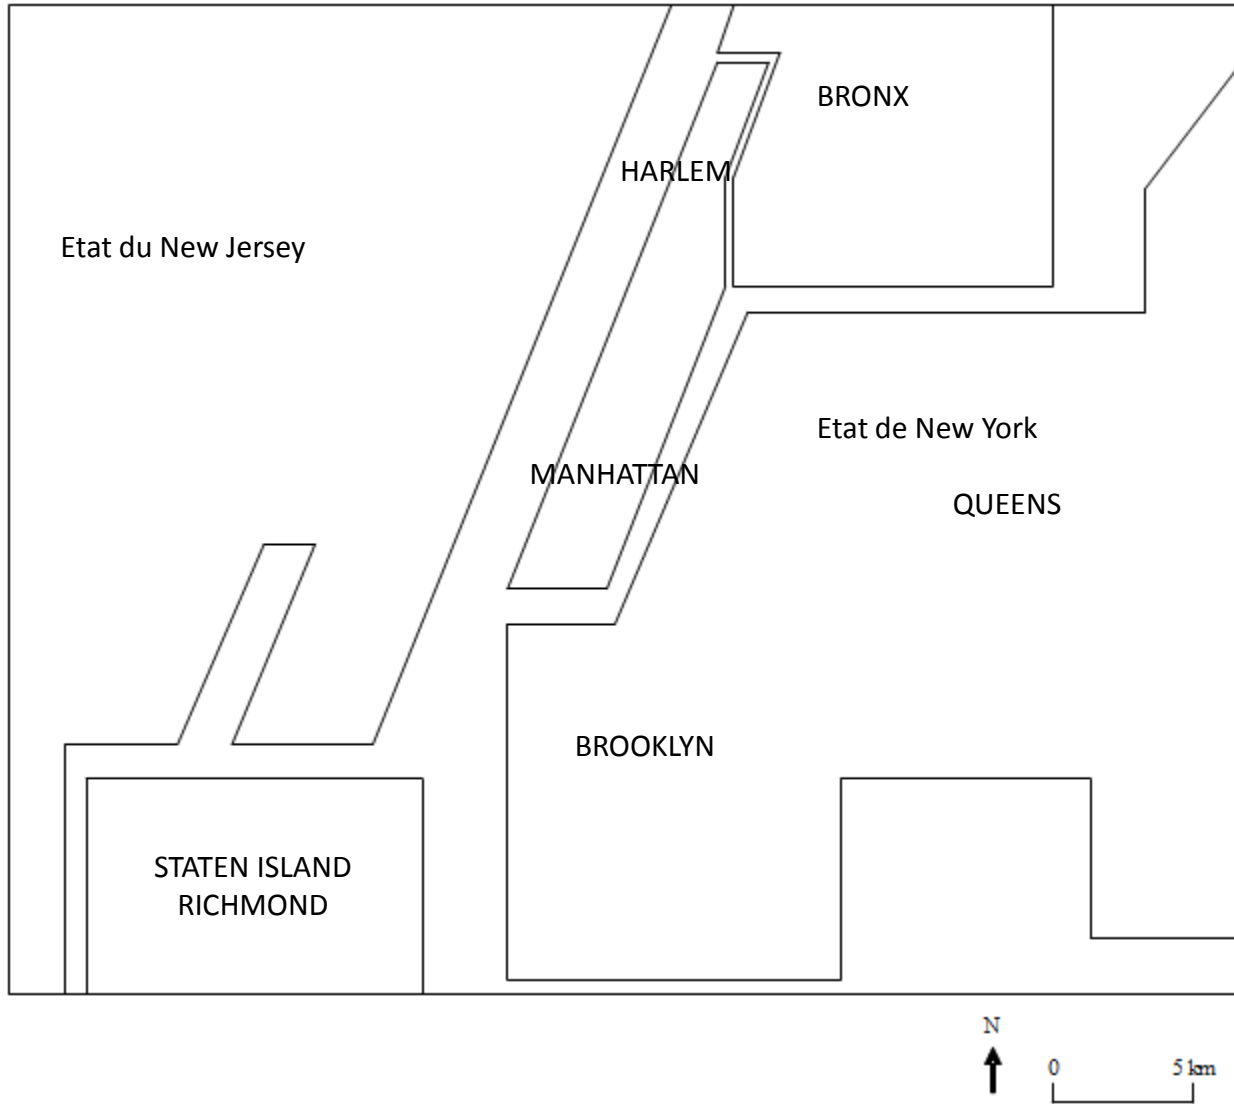 BRONX
HARLEM
Etat du New Jersey
Etat de New York
MANHATTAN
QUEENS
BROOKLYN
STATEN ISLAND
RICHMOND
N
0 5 km